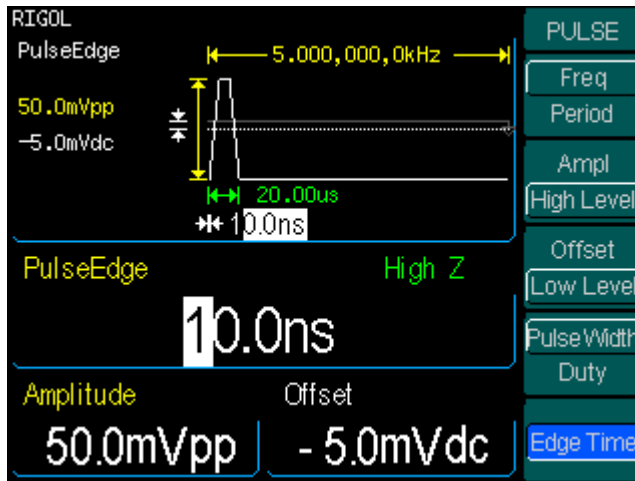 RIGOL
PulseEdge
5.000,000,0kHz
50.0mVpp
-5.0mVdc
20.00us
10.0ns
PulseEdge High Z
10.0ns
Amplitude Offset
50.0mVpp - 5.0mVdc
PULSE
Freq
Period
Ampl
High Level
Offset
Low Level
PulseWidth
Duty
Edge Time